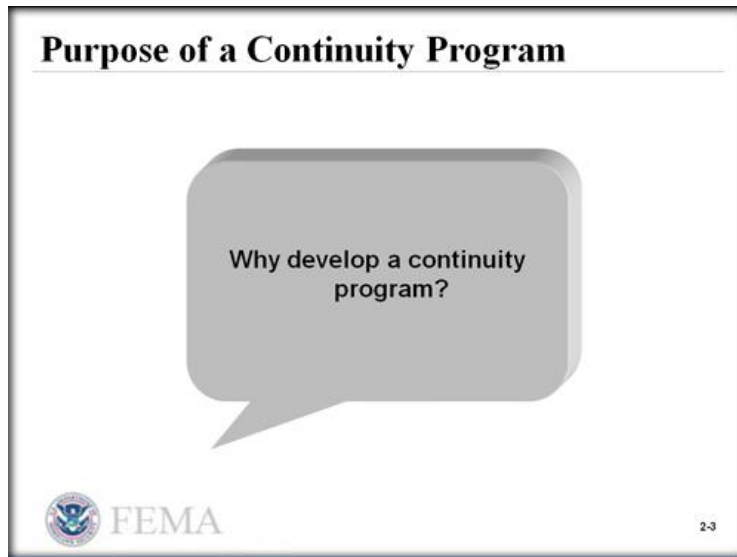 Purpose of a Continuity Program
Why develop a continuity
program?
FEMA
2-3